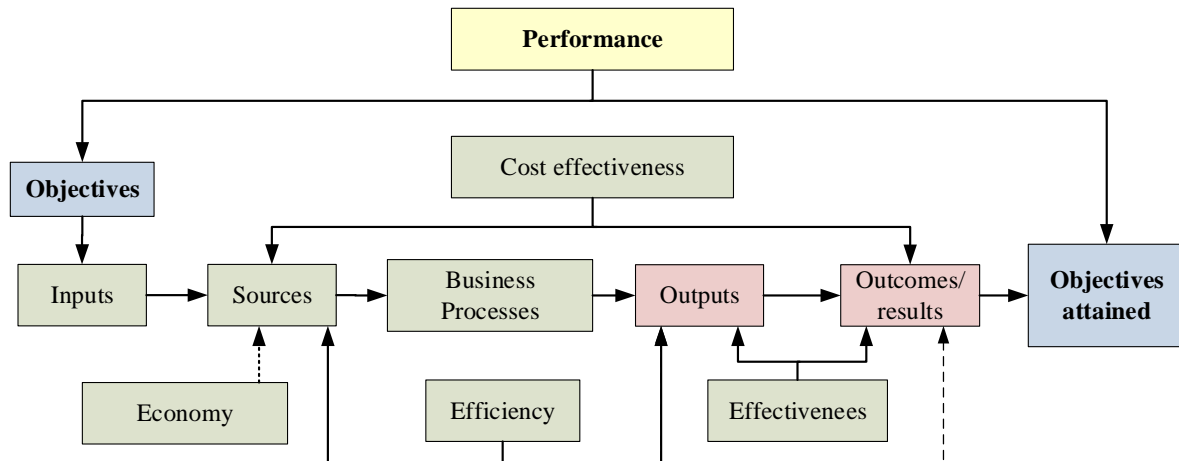 Performance
Cost effectiveness
Objectives
Inputs
Sources
Business
Processes
Outputs
Outcomes/
results
Objectives
attained
Economy
Efficiency
Effectivenees